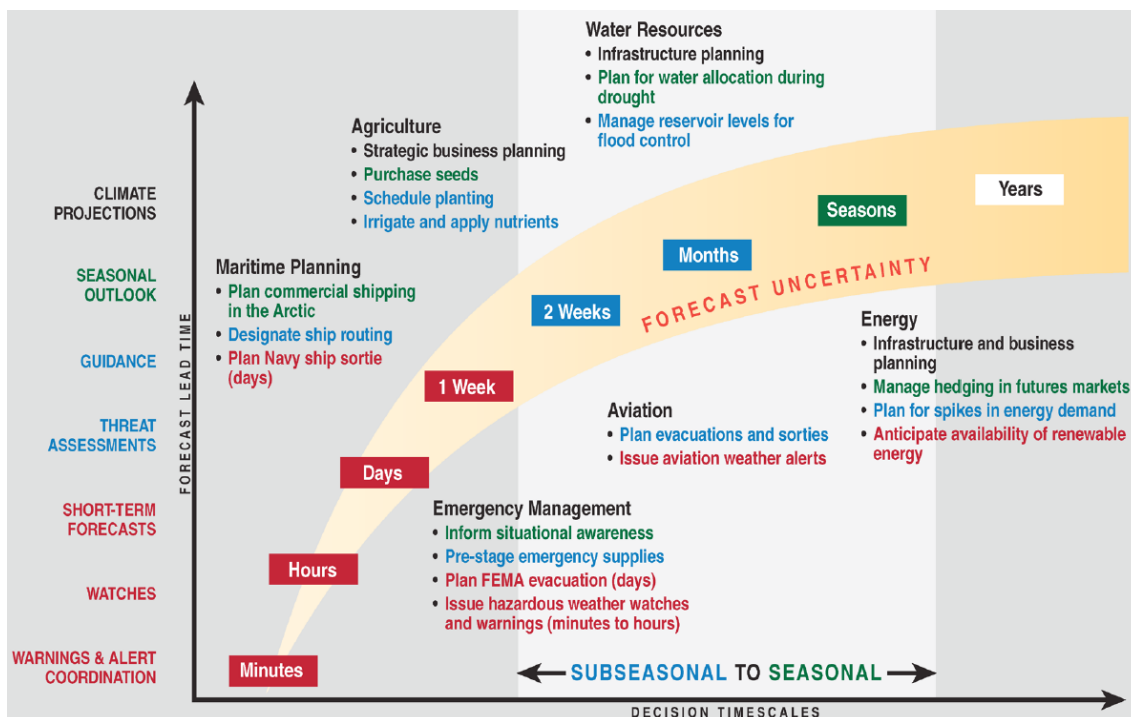 Water Resources
• Infrastructure planning
• Plan for water allocation during
drought
• Manage reservoir levels for
flood control
Agriculture
• Strategic business planning
• Purchase seeds
• Schedule planting
• Irrigate and apply nutrients
Maritime Planning
• Plan commercial shipping
in the Arctic
• Designate ship routing
• Plan Navy ship sortie
(days)
CLIMATE
PROJECTIONS
SEASONAL
OUTLOOK
GUIDANCE
THREAT
ASSESSMENTS
SHORT-TERM
FORECASTS
WATCHES
WARNINGS & ALERT
COORDINATION
FORECAST LEAD TIME
Years
Seasons
Months
2 Weeks
1 Week
Days
Hours
Minutes
FORECAST UNCERTAINTY
Energy
• Infrastructure and business
planning
• Manage hedging in futures markets
• Plan for spikes in energy demand
• Anticipate availability of renewable
energy
Aviation
• Plan evacuations and sorties
• Issue aviation weather alerts
Emergency Management
• Inform situational awareness
• Pre-stage emergency supplies
• Plan FEMA evacuation (days)
• Issue hazardous weather watches
and warnings (minutes to hours)
SUBSEASONAL TO SEASONAL
DECISION TIMESCALES